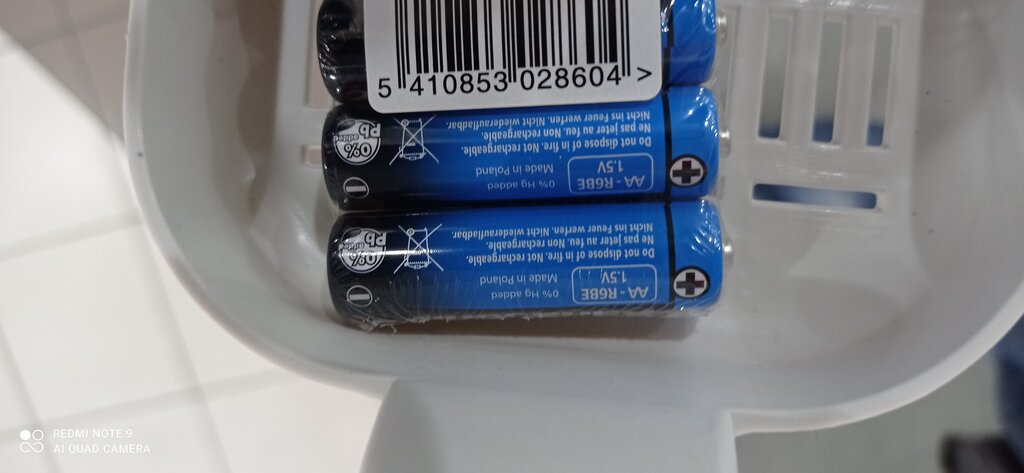 5 410853 028604 >
Nicht ins Feuer werfen. Nicht wiederaufladbar.
Ne pas jeter au feu. Non rechargeable.
Do not dispose of in fire. Not rechargeable.
AA - R6BE
1.5V
Made in Poland
0% Hg added
0%
Pb
added
Nicht ins Feuer werfen. Nicht wiederaufladbar.
Ne pas jeter au feu. Non rechargeable.
Do not dispose of in fire. Not rechargeable.
AA - R6BE
1.5V
Made in Poland
0% Hg added
0%
Pb
added
REDMI NOTE 9
AI QUAD CAMERA